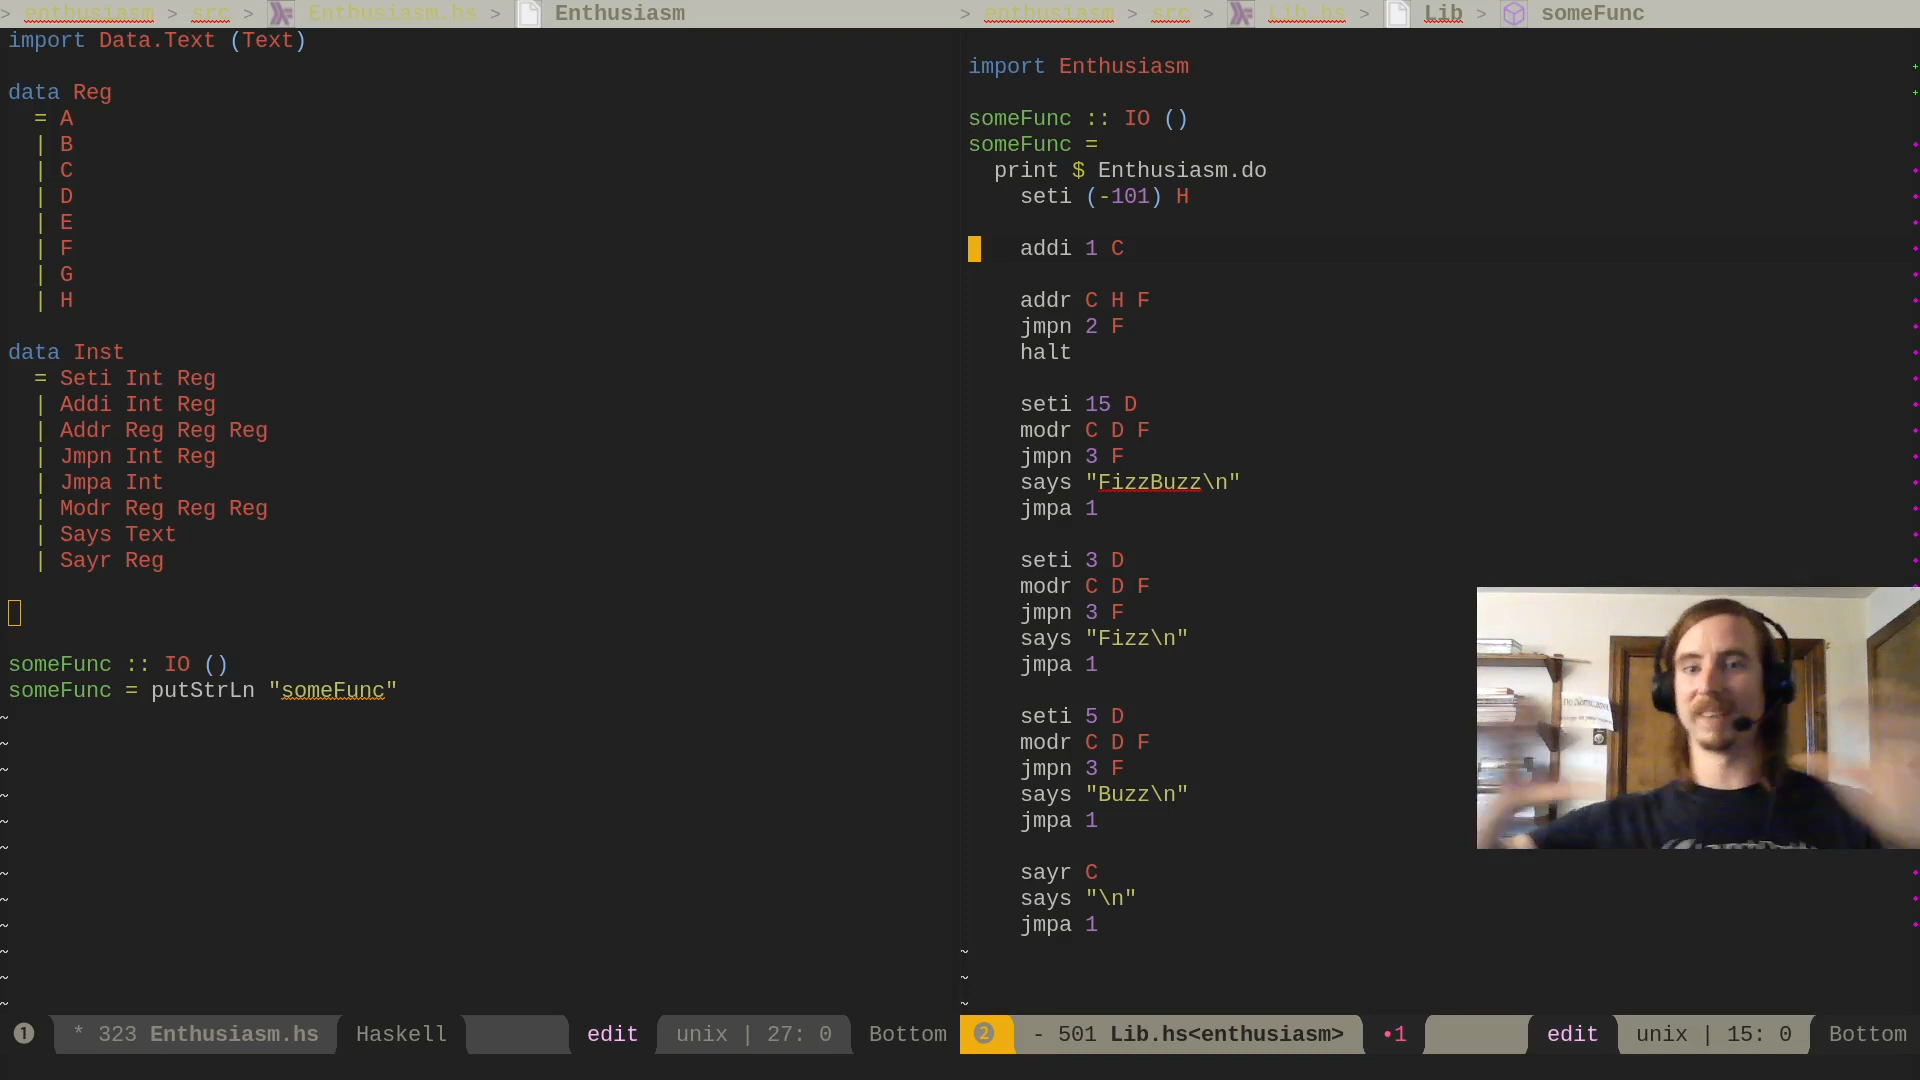 > enthusiasm > src > Enthusiasm.hs > Enthusiasm
import Data.Text (Text)
data Reg
= A
| B
| C
| D
| E
| F
| G
| H
data Inst
= Seti Int Reg
| Addi Int Reg
| Addr Reg Reg Reg
| Jmpn Int Reg
| Jmpa Int
| Modr Reg Reg Reg
| Says Text
| Sayr Reg
someFunc :: IO ()
someFunc = putStrLn "someFunc"
~
~
~
~
~
~
~
~
~
~
~
~
1 * 323 Enthusiasm.hs Haskell edit unix | 27: 0 Bottom
> enthusiasm > src > Lib.hs > Lib > someFunc
import Enthusiasm
someFunc :: IO ()
someFunc =
print $ Enthusiasm.do
seti (-101) H
addi 1 C
addr C H F
jmpn 2 F
halt
seti 15 D
modr C D F
jmpn 3 F
says "FizzBuzz\n"
jmpa 1
seti 3 D
modr C D F
jmpn 3 F
says "Fizz\n"
jmpa 1
seti 5 D
modr C D F
jmpn 3 F
says "Buzz\n"
jmpa 1
sayr C
says "\n"
jmpa 1
~
~
~
2 - 501 Lib.hs<enthusiasm> •1 edit unix | 15: 0 Bottom